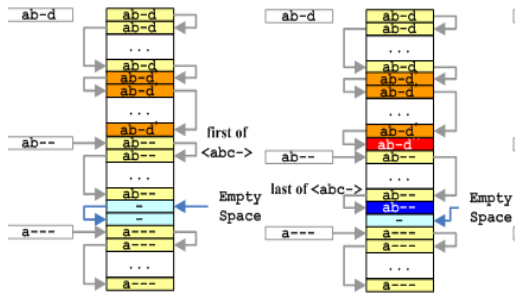 ab-d
ab-d
ab-d
...
ab-d
ab-d'
ab-d'
...
ab-d'
ab--
ab--
ab--
...
ab--
-
-
a---
a---
a---
...
a---
first of
<abc->
Empty
Space
ab-d
ab-d
ab-d
...
ab-d
ab-d'
ab-d'
...
ab-d'
ab-d''
ab--
ab--
...
ab--
ab--
-
a---
a---
a---
...
a---
last of <abc->
Empty
Space